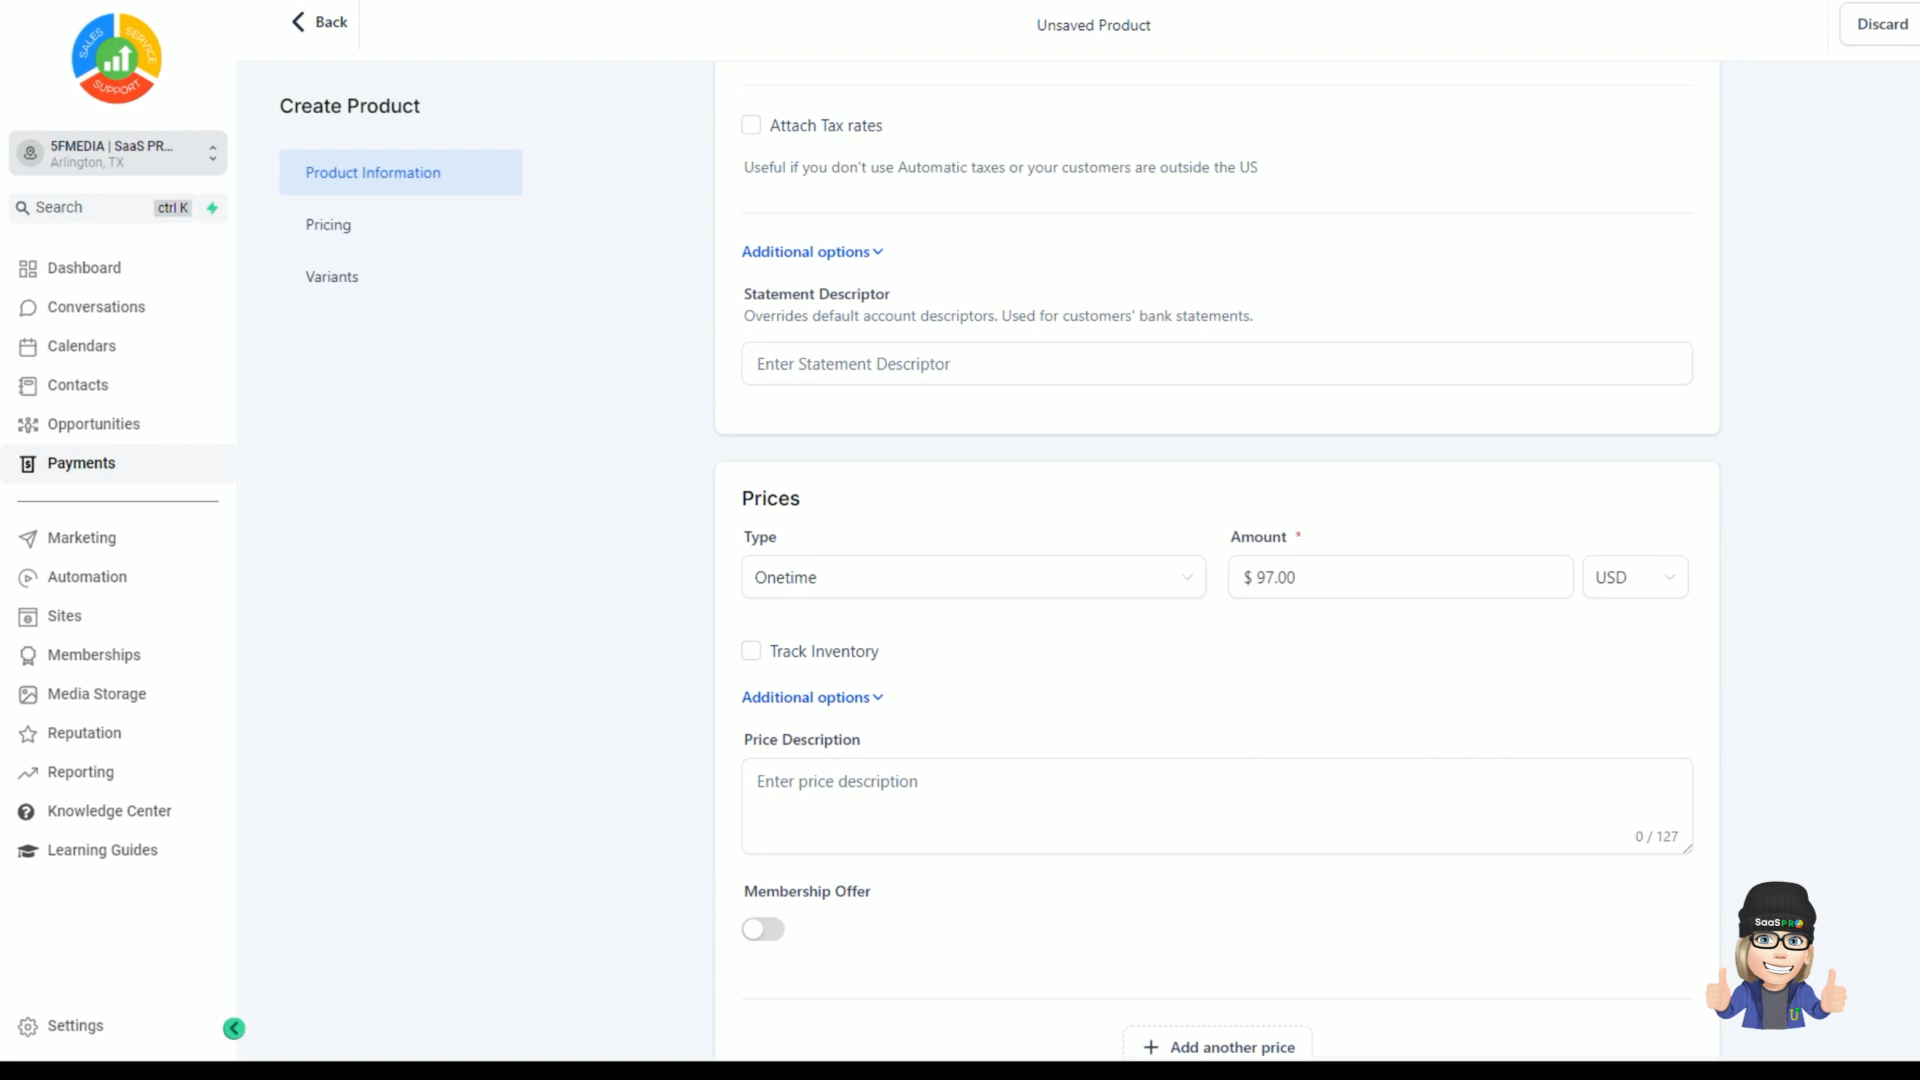 SALES
SERVICE
SUPPORT
Back
Unsaved Product
Discard
5FMEDIA | SaaS PR...
Arlington, TX
Search
ctrl K
Dashboard
Conversations
Calendars
Contacts
Opportunities
Payments
Marketing
Automation
Sites
Memberships
Media Storage
Reputation
Reporting
Knowledge Center
Learning Guides
Settings
Create Product
Product Information
Pricing
Variants
Attach Tax rates
Useful if you don't use Automatic taxes or your customers are outside the US
Additional options
Statement Descriptor
Overrides default account descriptors. Used for customers' bank statements.
Enter Statement Descriptor
Prices
Type
Amount *
Onetime
$ 97.00
USD
Track Inventory
Additional options
Price Description
Enter price description
0 / 127
Membership Offer
+ Add another price
SaaSPRO